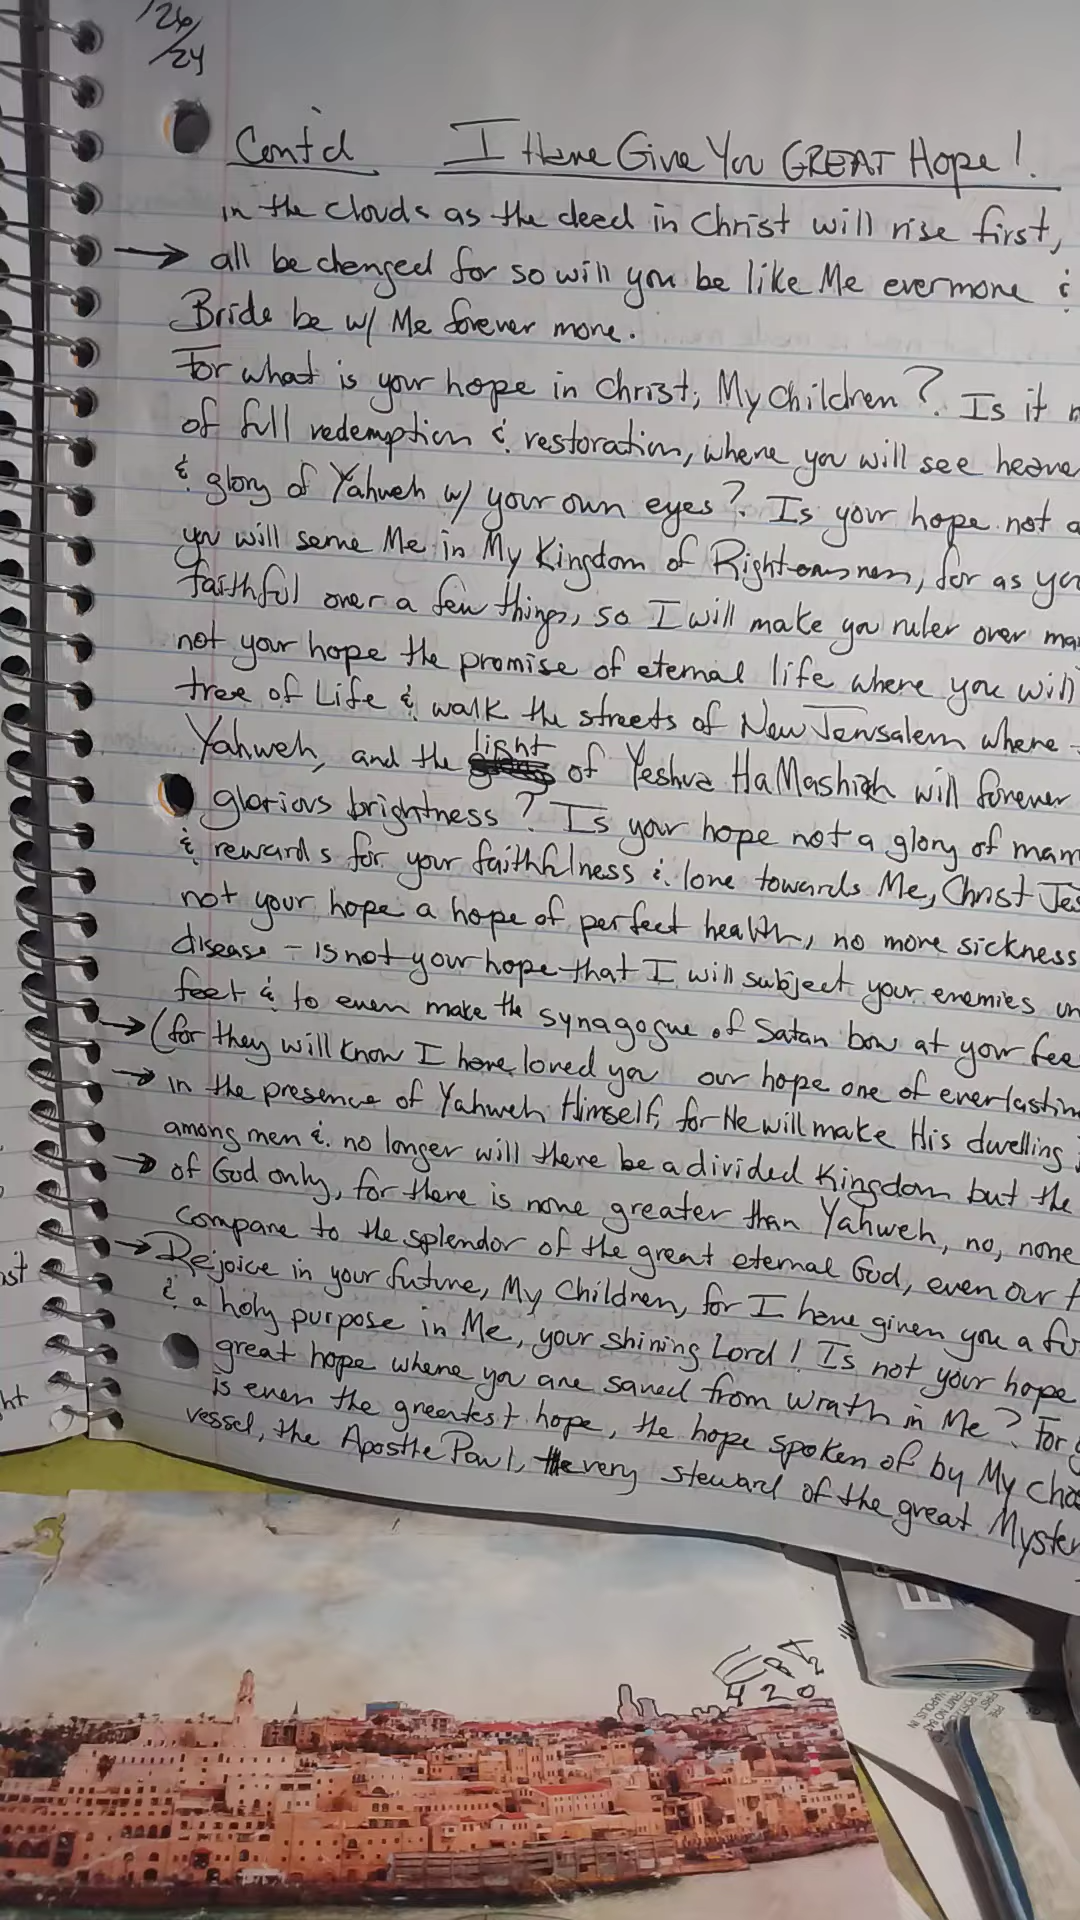 /26/24
Cont'd I Have Give You GREAT Hope!
in the clouds as the dead in Christ will rise first,
→ all be changed for so will you be like Me evermore &
Bride be w/ Me forever more.
For what is your hope in Christ, My Children? Is it
of full redemption & restoration, where you will see
& glory of Yahweh w/ your own eyes? Is your hope not
you will serve Me in My Kingdom of Righteousness, for as
faithful over a few things, so I will make you ruler over
not your hope the promise of eternal life where you will
tree of Life & walk the streets of New Jerusalem where
Yahweh, and the light of Yeshua HaMashiach will forever
glorious brightness? Is your hope not a glory of
& rewards for your faithfulness & love towards Me, Christ
not your hope a hope of perfect health, no more sickness
disease - is not your hope that I will subject your enemies
feet & to even make the synagogue of Satan bow at your
→ (for they will know I have loved you our hope one of
→ in the presence of Yahweh Himself, for He will make His dwelling
among men & no longer will there be a divided Kingdom but the
→ of God only, for there is none greater than Yahweh, no, none
compare to the splendor of the great eternal God, even our
→ Rejoice in your future, My Children, for I have given you a
& a holy purpose in Me, your shining Lord! Is not your hope
great hope where you are saved from wrath in Me? For
is even the greatest hope, the hope spoken of by My
vessel, the Apostle Paul, the very steward of the great
420